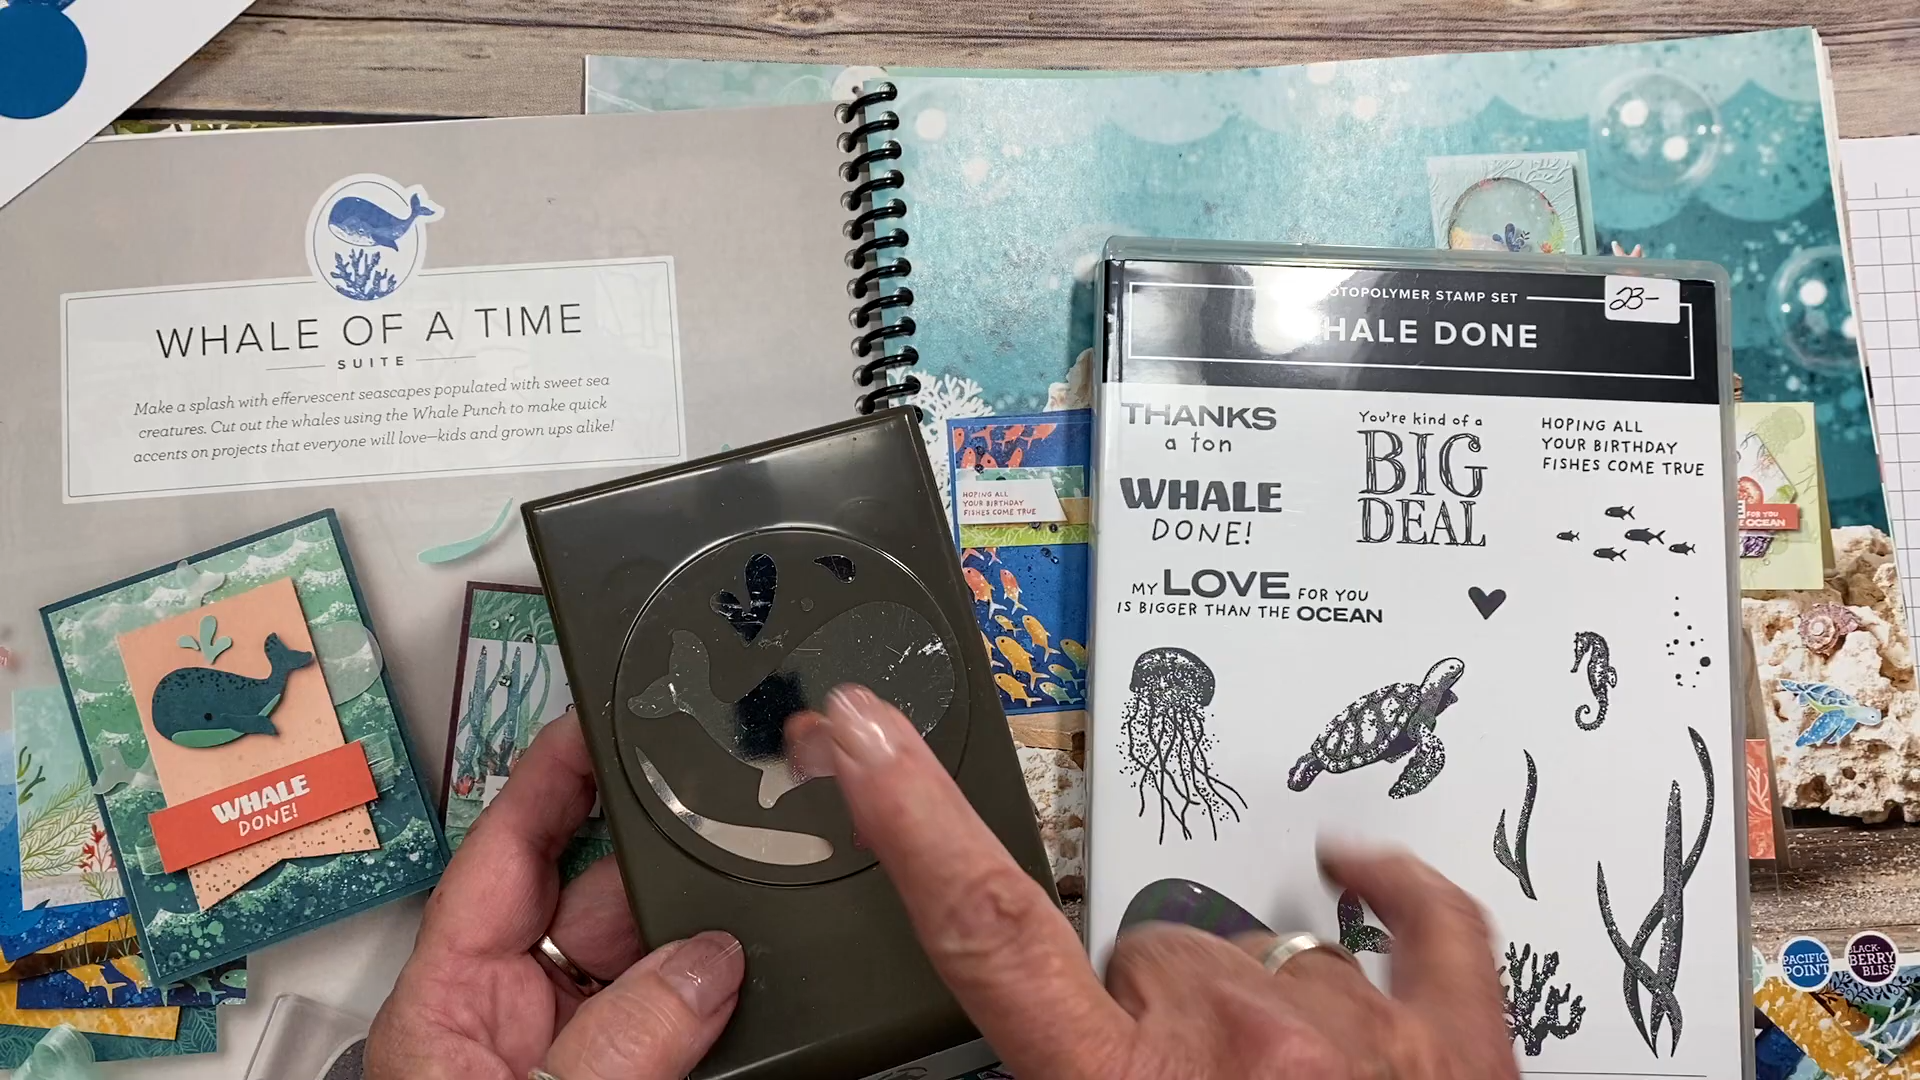 WHALE OF A TIME
SUITE
Make a splash with effervescent seascapes populated with sweet sea
creatures. Cut out the whales using the Whale Punch to make quick
accents on projects that everyone will love—kids and grown ups alike!
WHALE
DONE!
HOPING ALL
YOUR BIRTHDAY
FISHES COME TRUE
OTOPOLYMER STAMP SET
23-
HALE DONE
THANKS
a ton
WHALE
DONE!
You're kind of a
BIG
DEAL
HOPING ALL
YOUR BIRTHDAY
FISHES COME TRUE
MY LOVE FOR YOU
IS BIGGER THAN THE OCEAN
FOR YOU
OCEAN
PACIFIC
POINT
BLACK-
BERRY
BLISS